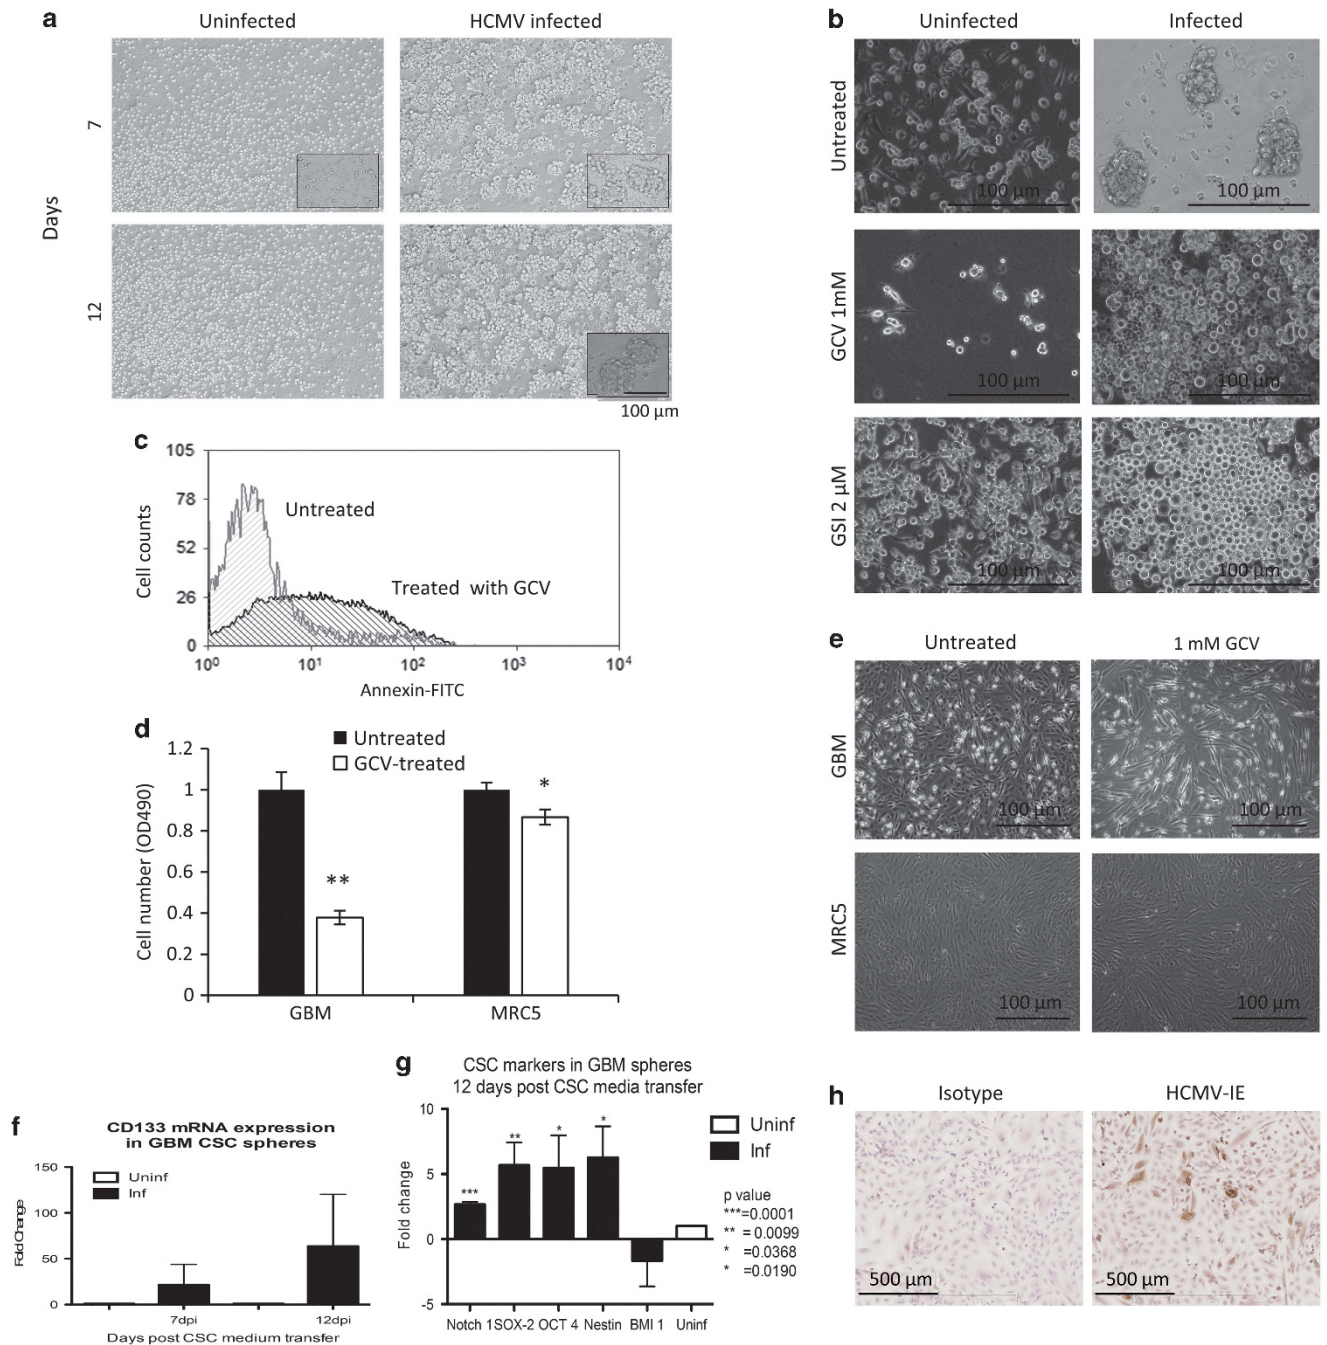 a
Uninfected
HCMV infected
Days
7
12
100 µm
b
Uninfected
Infected
Untreated
100 µm
100 µm
GCV 1mM
100 µm
100 µm
GSI 2 µM
100 µm
100 µm
c
Cell counts
105
78
52
26
0
Untreated
Treated with GCV
10⁰
10¹
10²
10³
10⁴
Annexin-FITC
d
Untreated
GCV-treated
Cell number (OD490)
1.2
1
0.8
0.6
0.4
0.2
0
**
*
GBM
MRC5
e
Untreated
1 mM GCV
GBM
100 µm
100 µm
MRC5
100 µm
100 µm
f
CD133 mRNA expression
in GBM CSC spheres
Uninf
Inf
Fold Change
150
100
50
0
7dpi
12dpi
Days post CSC medium transfer
g
CSC markers in GBM spheres
12 days post CSC media transfer
Fold change
10
5
0
-5
***
**
*
*
Notch 1
SOX-2
OCT 4
Nestin
BMI 1
Uninf
Uninf
Inf
p value
***=0.0001
** =0.0099
* =0.0368
* =0.0190
h
Isotype
HCMV-IE
500 µm
500 µm